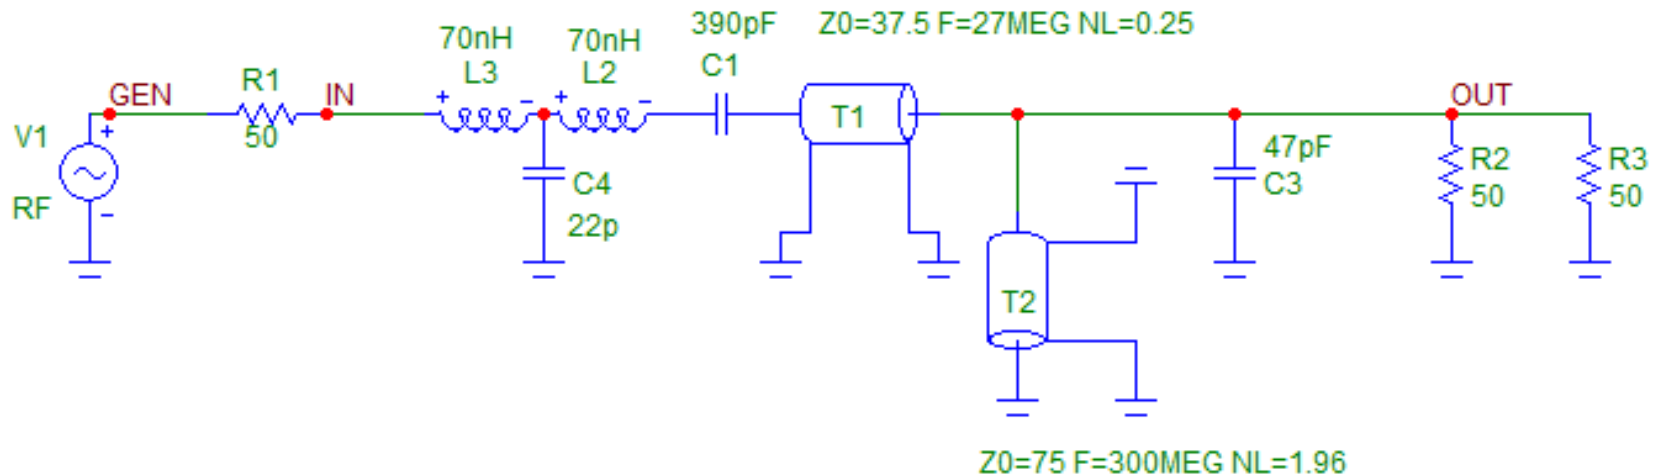 390pF
Z0=37.5 F=27MEG NL=0.25
70nH
70nH
L3
L2
C1
R1
GEN
IN
OUT
+
-
+
-
T1
50
V1
+
47pF
R2
R3
C4
C3
50
50
RF
-
22p
T2
Z0=75 F=300MEG NL=1.96